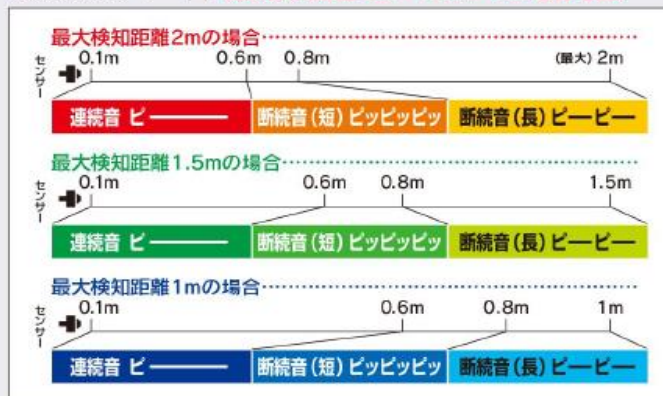 最大検知距離2mの場合
センサー
0.1m 0.6m 0.8m (最大) 2m
連続音 ピ――― 断続音(短) ピッピッピッ 断続音(長) ピーピー
最大検知距離1.5mの場合
センサー
0.1m 0.6m 0.8m 1.5m
連続音 ピ――― 断続音(短) ピッピッピッ 断続音(長) ピーピー
最大検知距離1mの場合
センサー
0.1m 0.6m 0.8m 1m
連続音 ピ――― 断続音(短) ピッピッピッ 断続音(長) ピーピー